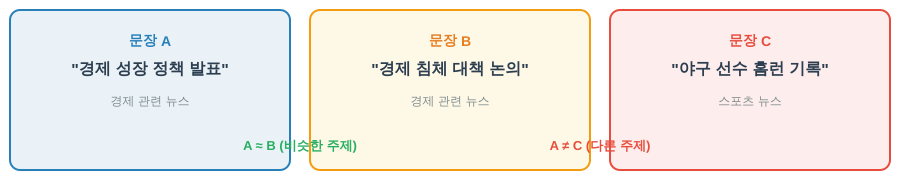 문장 A
"경제 성장 정책 발표"
경제 관련 뉴스
문장 B
"경제 침체 대책 논의"
경제 관련 뉴스
문장 C
"야구 선수 홈런 기록"
스포츠 뉴스
A ≈ B (비슷한 주제)
A ≠ C (다른 주제)